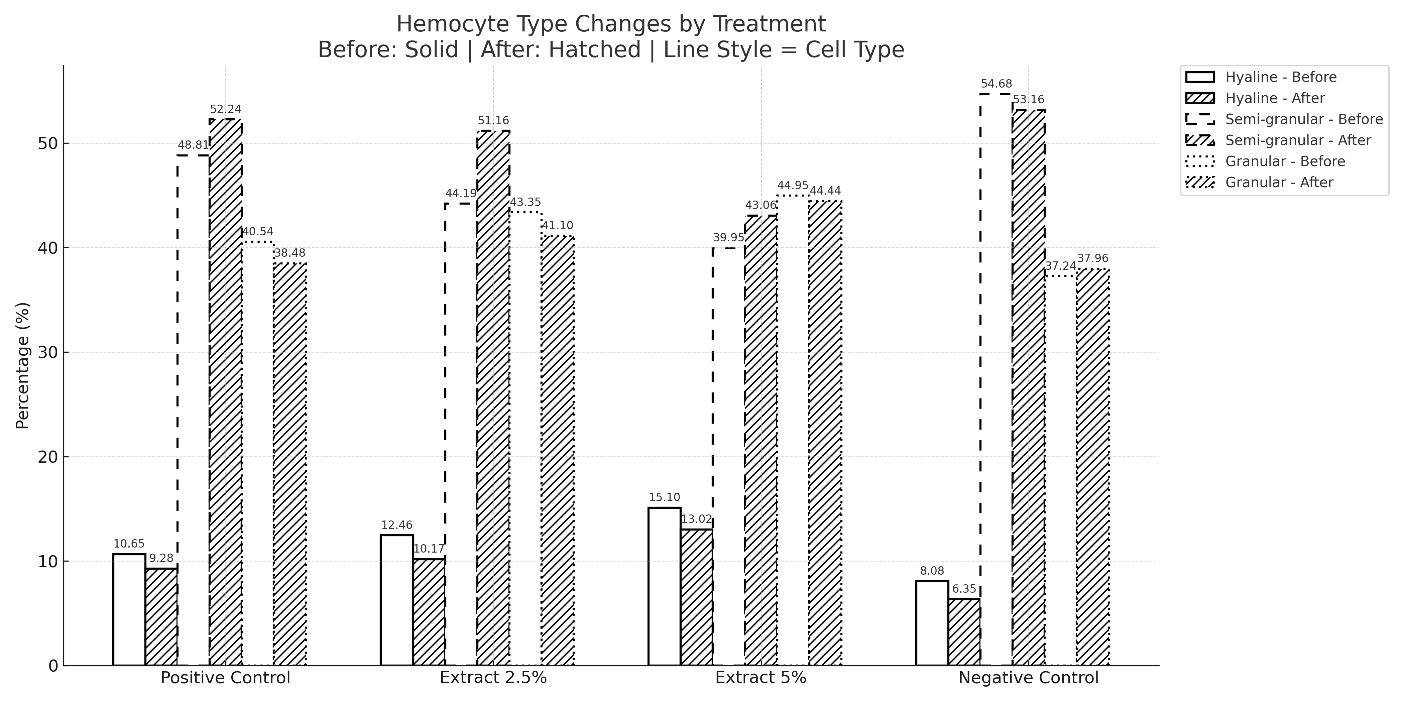 Hemocyte Type Changes by Treatment
Before: Solid | After: Hatched | Line Style = Cell Type
Hyaline - Before
Hyaline - After
Semi-granular - Before
Semi-granular - After
Granular - Before
Granular - After
Percentage (%)
50
40
30
20
10
0
10.65
9.28
48.81
52.24
40.54
38.48
12.46
10.17
44.19
51.16
43.35
41.10
15.10
13.02
39.95
43.06
44.95
44.44
8.08
6.35
54.68
53.16
37.24
37.96
Positive Control
Extract 2.5%
Extract 5%
Negative Control